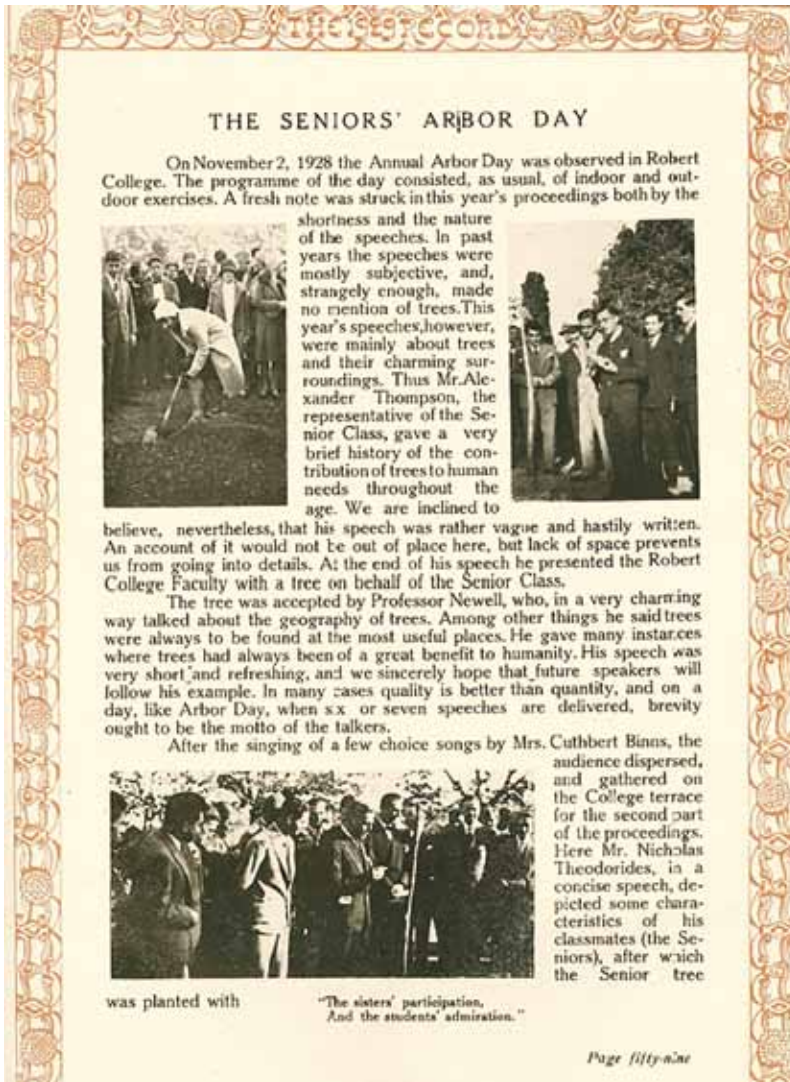 THE 1929 RECORD
THE SENIORS' ARBOR DAY
On November 2, 1928 the Annual Arbor Day was observed in Robert
College. The programme of the day consisted, as usual, of indoor and out-
door exercises. A fresh note was struck in this year's proceedings both by the
shortness and the nature
of the speeches. In past
years the speeches were
mostly subjective, and,
strangely enough, made
no mention of trees.This
year's speeches,however,
were mainly about trees
and their charming sur-
roundings. Thus Mr.Ale-
xander Thompson, the
representative of the Se-
nior Class, gave a very
brief history of the con-
tribution of trees to human
needs throughout the
age. We are inclined to
believe, nevertheless, that his speech was rather vague and hastily written.
An account of it would not be out of place here, but lack of space prevents
us from going into details. At the end of his speech he presented the Robert
College Faculty with a tree on behalf of the Senior Class.
The tree was accepted by Professor Newell, who, in a very charming
way talked about the geography of trees. Among other things he said trees
were always to be found at the most useful places. He gave many instances
where trees had always been of a great benefit to humanity. His speech was
very short and refreshing, and we sincerely hope that future speakers will
follow his example. In many cases quality is better than quantity, and on a
day, like Arbor Day, when six or seven speeches are delivered, brevity
ought to be the motto of the talkers.
After the singing of a few choice songs by Mrs. Cuthbert Binns, the
audience dispersed,
and gathered on
the College terrace
for the second part
of the proceedings.
Here Mr. Nicholas
Theodorides, in a
concise speech, de-
picted some chara-
cteristics of his
classmates (the Se-
niors), after which
the Senior tree
was planted with
"The sisters' participation,
And the students' admiration."
Page fifty-nine